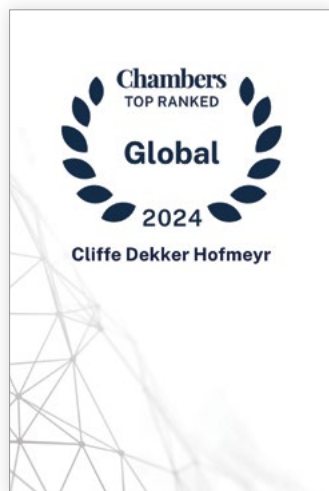 Chambers
TOP RANKED
Global
2024
Cliffe Dekker Hofmeyr